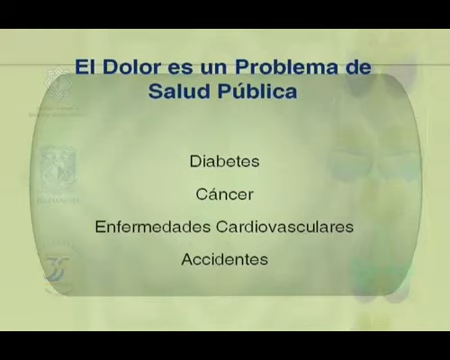 El Dolor es un Problema de
Salud Pública
Diabetes
Cáncer
Enfermedades Cardiovasculares
Accidentes